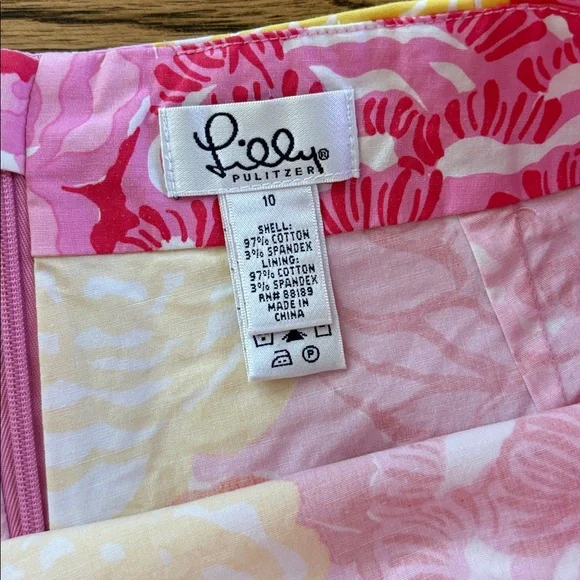 Lilly®
PULITZER
10
SHELL:
97% COTTON
3% SPANDEX
LINING:
97% COTTON
3% SPANDEX
RN# 88189
MADE IN
CHINA
P